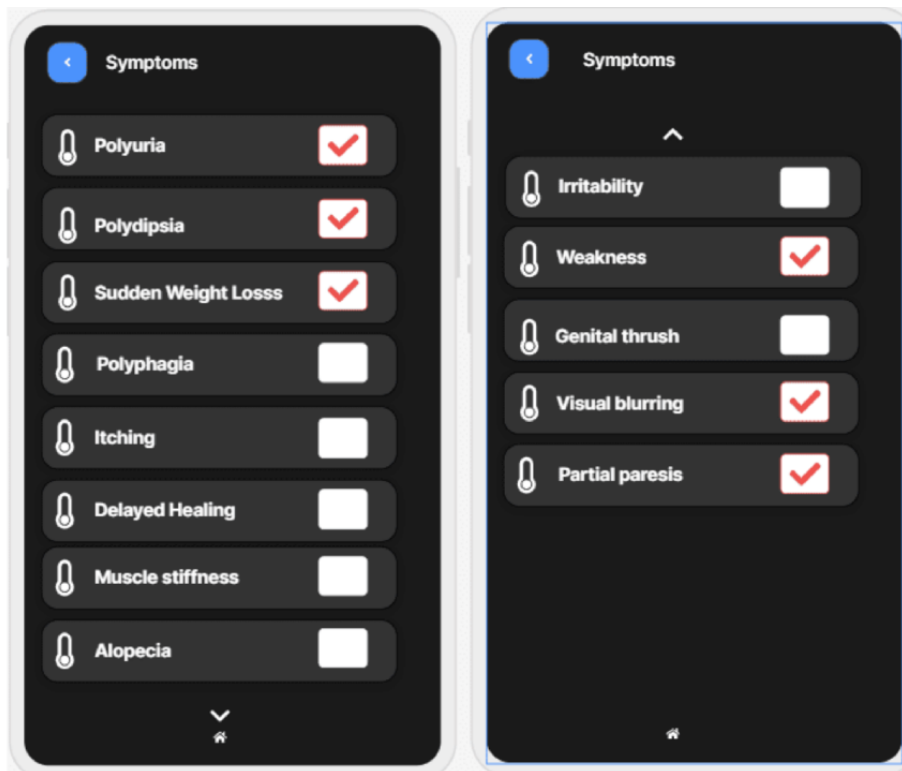 Symptoms
Polyuria
Polydipsia
Sudden Weight Losss
Polyphagia
Itching
Delayed Healing
Muscle stiffness
Alopecia
Symptoms
Irritability
Weakness
Genital thrush
Visual blurring
Partial paresis